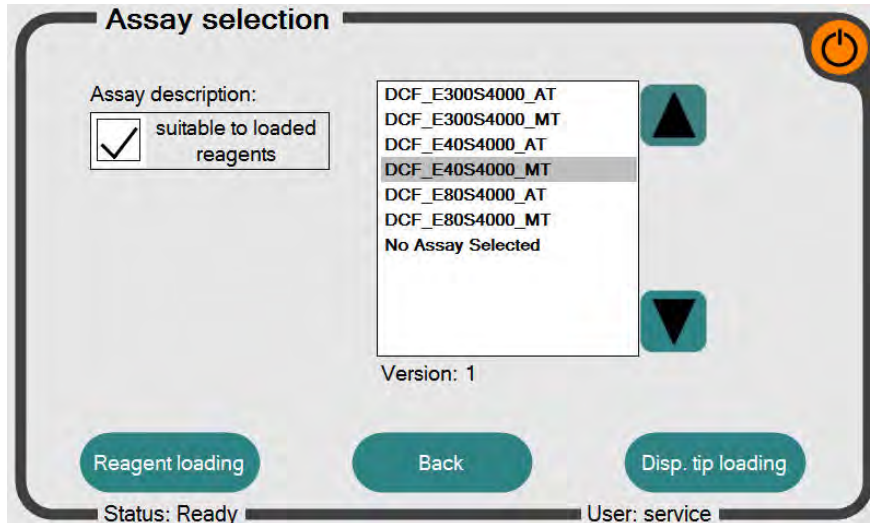 Assay selection
Assay description:
suitable to loaded
reagents
DCF_E300S4000_AT
DCF_E300S4000_MT
DCF_E40S4000_AT
DCF_E40S4000_MT
DCF_E80S4000_AT
DCF_E80S4000_MT
No Assay Selected
Version: 1
Reagent loading
Back
Disp. tip loading
Status: Ready
User: service